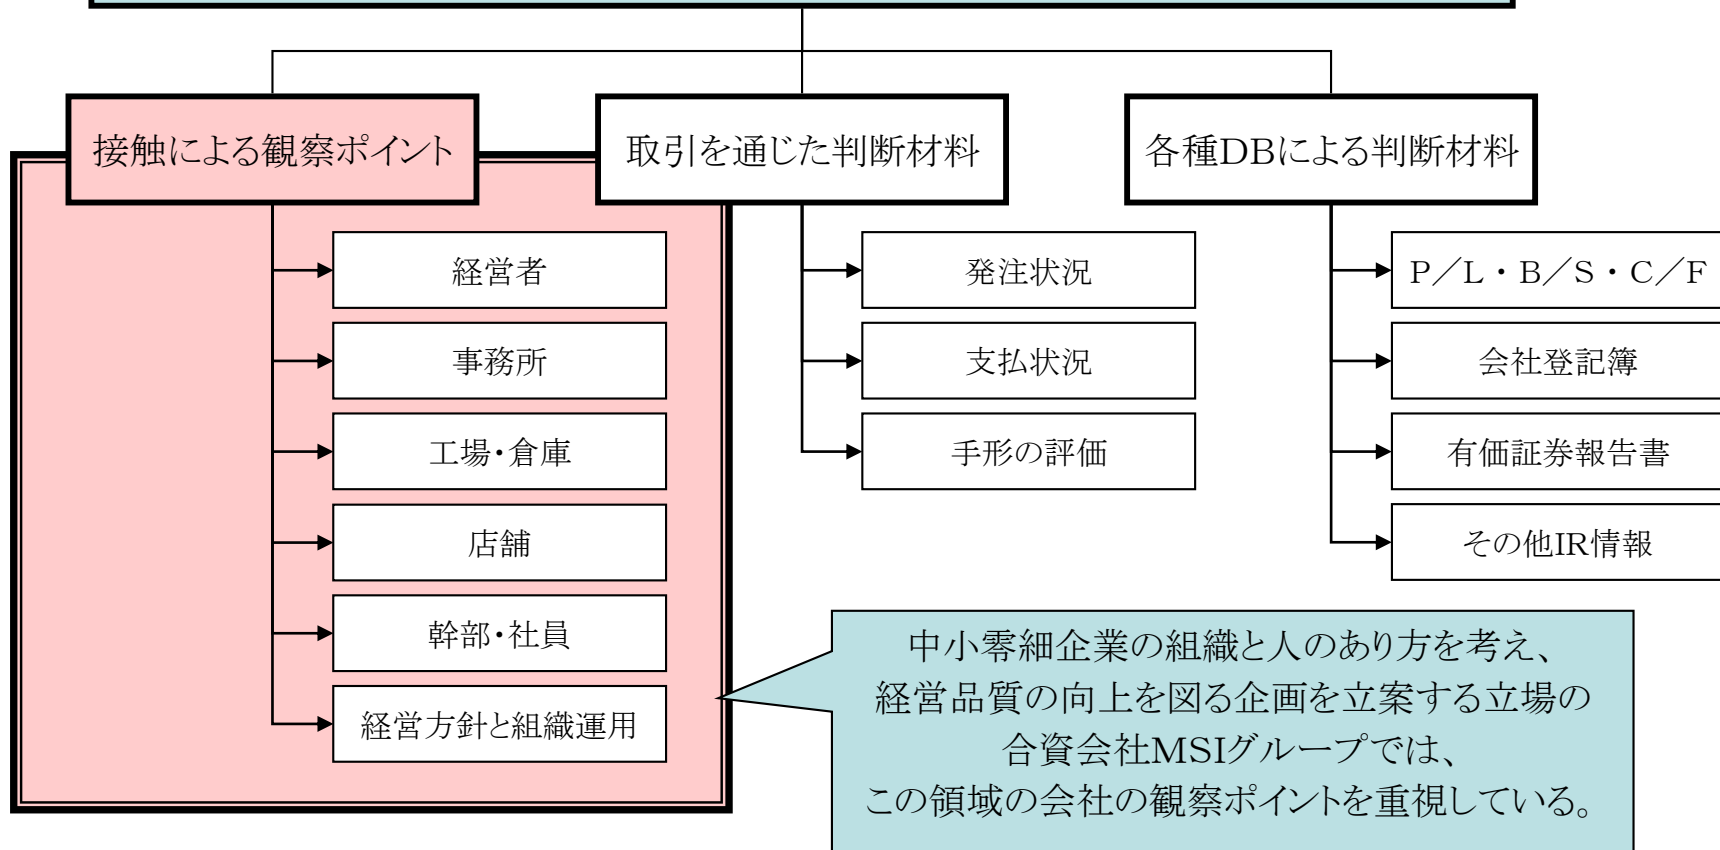 接触による観察ポイント
取引を通じた判断材料
各種DBによる判断材料
経営者
事務所
工場・倉庫
店舗
幹部・社員
経営方針と組織運用
発注状況
支払状況
手形の評価
P／L・B／S・C／F
会社登記簿
有価証券報告書
その他IR情報
中小零細企業の組織と人のあり方を考え、
経営品質の向上を図る企画を立案する立場の
合資会社MSIグループでは、
この領域の会社の観察ポイントを重視している。